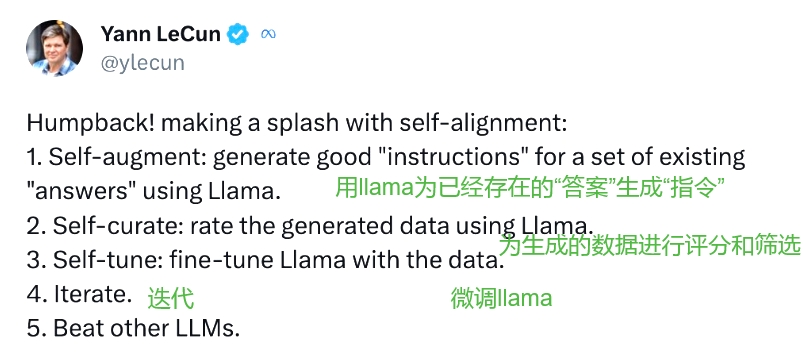 Yann LeCun
@ylecun
Humpback! making a splash with self-alignment:
1. Self-augment: generate good "instructions" for a set of existing
"answers" using Llama.
用llama为已经存在的“答案”生成“指令”
2. Self-curate: rate the generated data using Llama.
为生成的数据进行评分和筛选
3. Self-tune: fine-tune Llama with the data.
4. Iterate.
迭代
微调llama
5. Beat other LLMs.